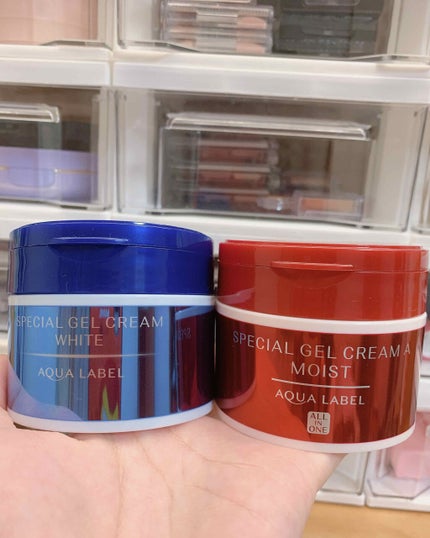 SPECIAL GEL CREAM
WHITE
AQUA LABEL
SPECIAL GEL CREAM A
MOIST
AQUA LABEL
ALL
IN
ONE